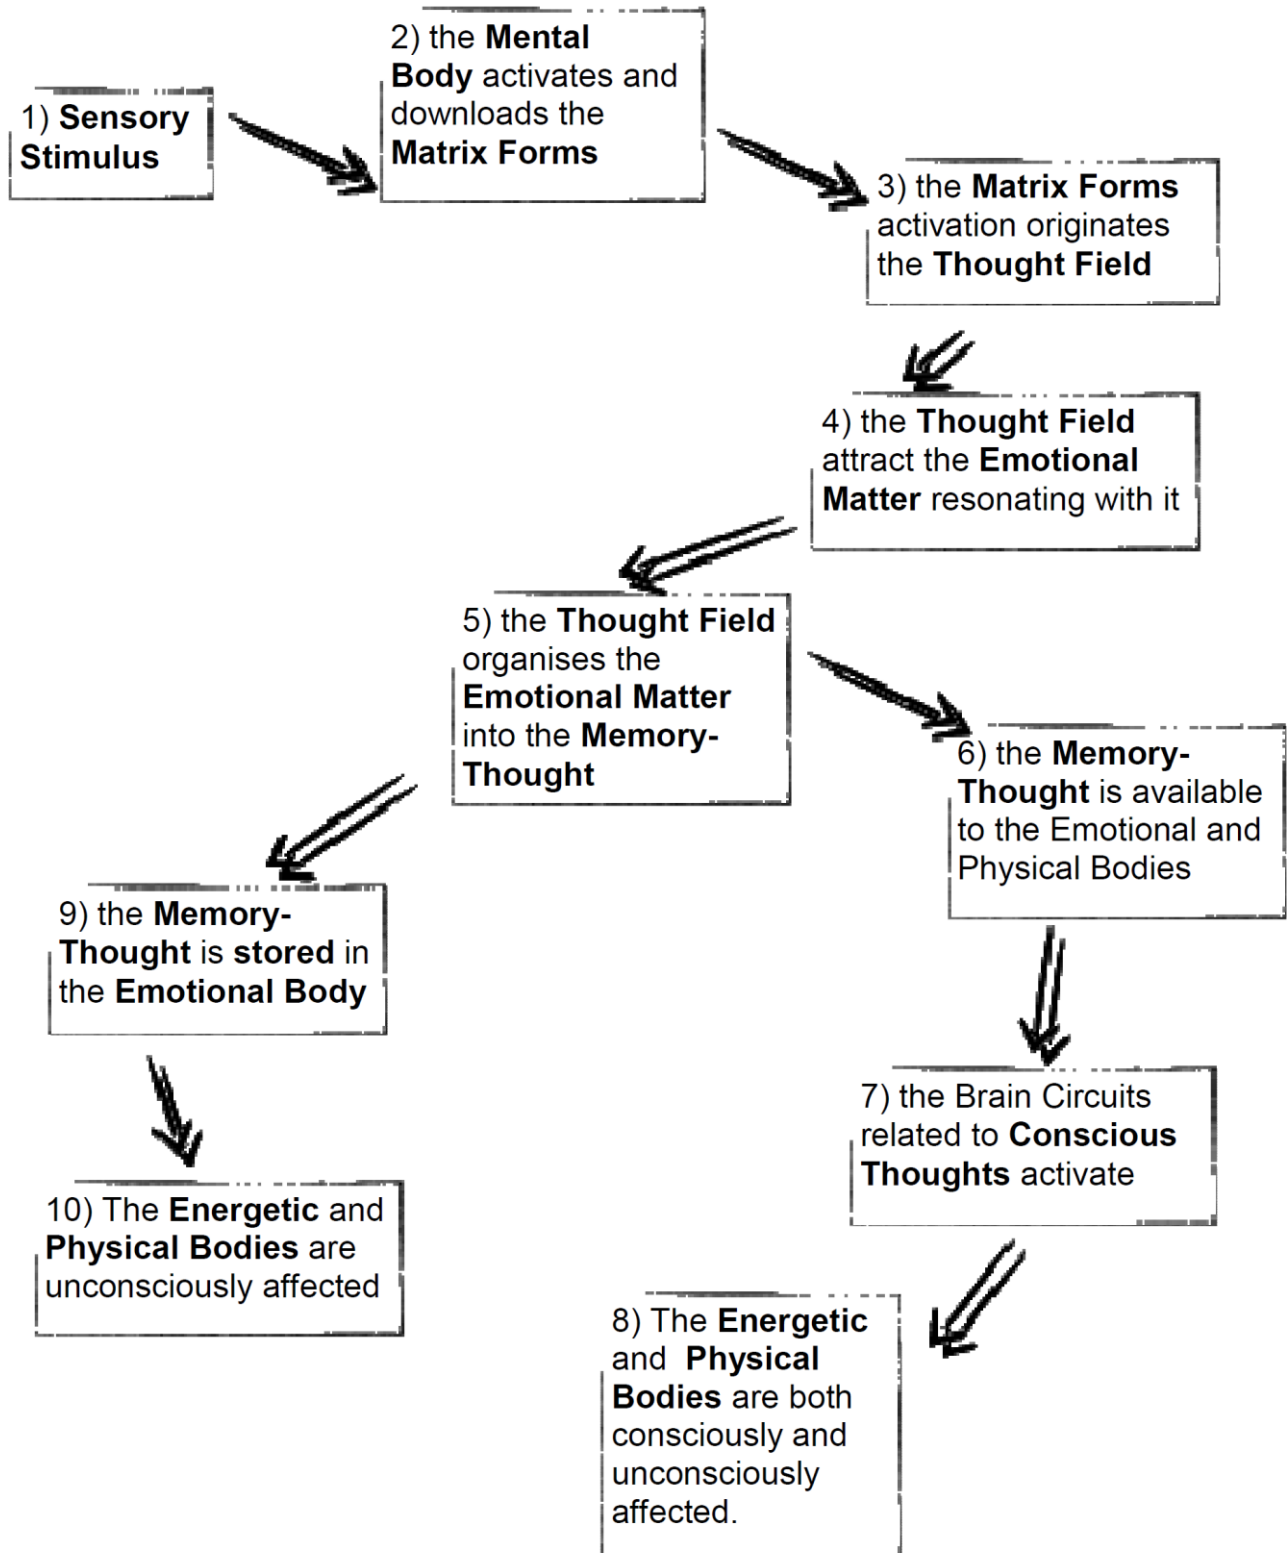 1) Sensory
Stimulus
2) the Mental
Body activates and
downloads the
Matrix Forms
3) the Matrix Forms
activation originates
the Thought Field
4) the Thought Field
attract the Emotional
Matter resonating with it
5) the Thought Field
organises the
Emotional Matter
into the Memory-
Thought
6) the Memory-
Thought is available
to the Emotional and
Physical Bodies
7) the Brain Circuits
related to Conscious
Thoughts activate
8) The Energetic
and Physical
Bodies are both
consciously and
unconsciously
affected.
9) the Memory-
Thought is stored in
the Emotional Body
10) The Energetic and
Physical Bodies are
unconsciously affected